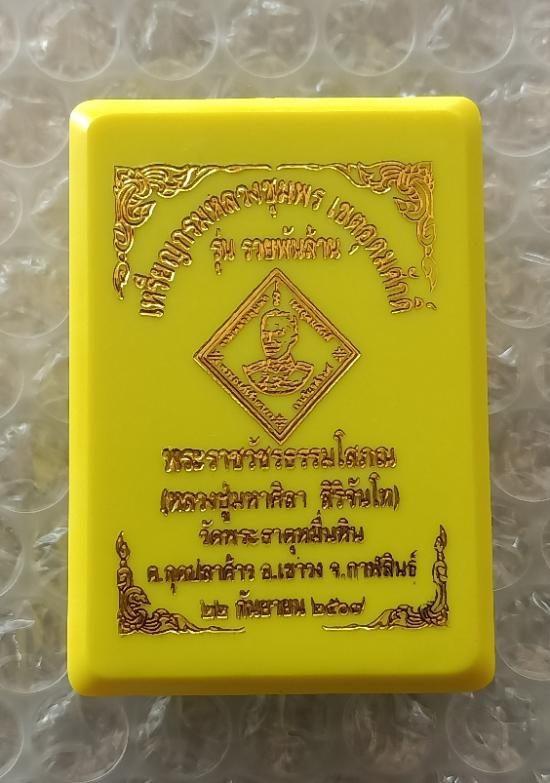 เหรียญกรมหลวงชุมพร เขตอุดมศักดิ์
รุ่น รวยพันล้าน
พระราชวัชรธรรมโสภณ
(หลวงปู่มหาศิลา สิริจันโท)
วัดพระธาตุหมื่นหิน
ต.กุดปลาค้าว อ.เขาวง จ.กาฬสินธุ์
๒๒ กันยายน ๒๕๖๗